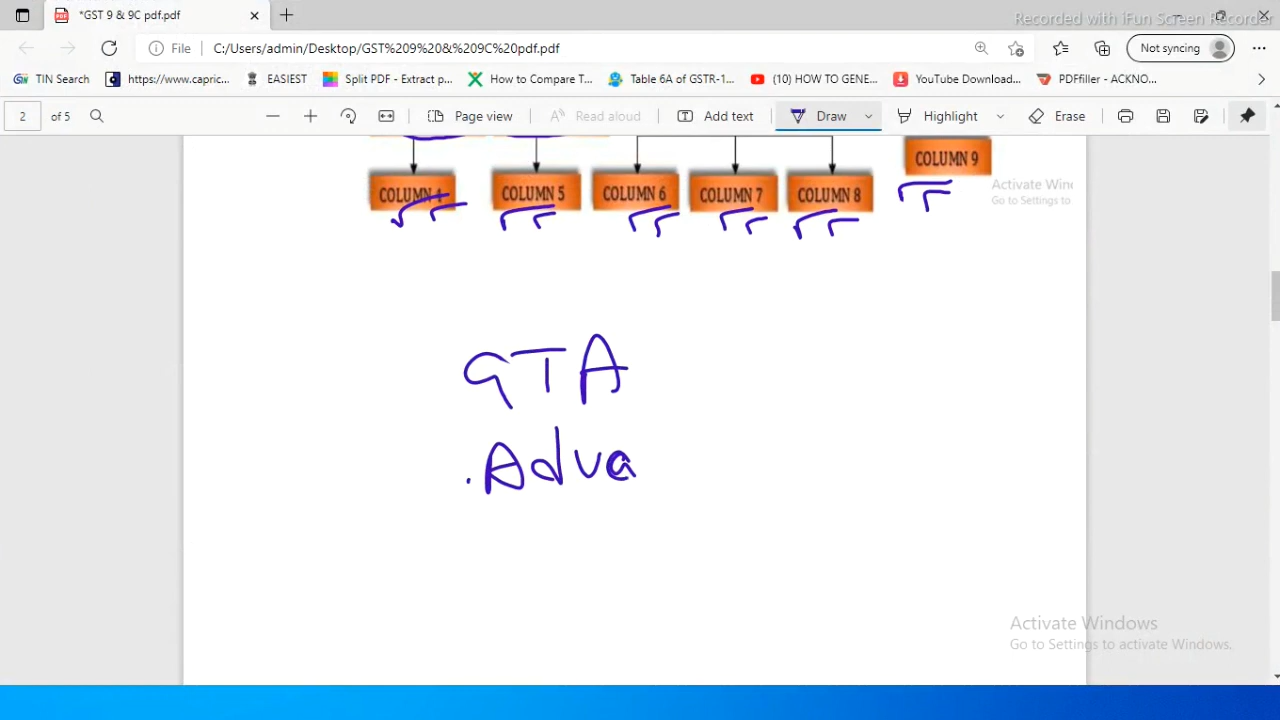 *GST 9 & 9C pdf.pdf
Recorded with iFun Screen Recorder
File C:/Users/admin/Desktop/GST%209%20&%209C%20pdf.pdf Not syncing
TIN Search https://www.capric... EASIEST Split PDF - Extract p... How to Compare T... Table 6A of GSTR-1... (10) HOW TO GENE... YouTube Download... PDFfiller - ACKNO...
2 of 5 Page view Read aloud Add text Draw Highlight Erase
COLUMN 9
COLUMN 4 COLUMN 5 COLUMN 6 COLUMN 7 COLUMN 8
Activate Win
Go to Settings to
GTA
.Adva
Activate Windows
Go to Settings to activate Windows.